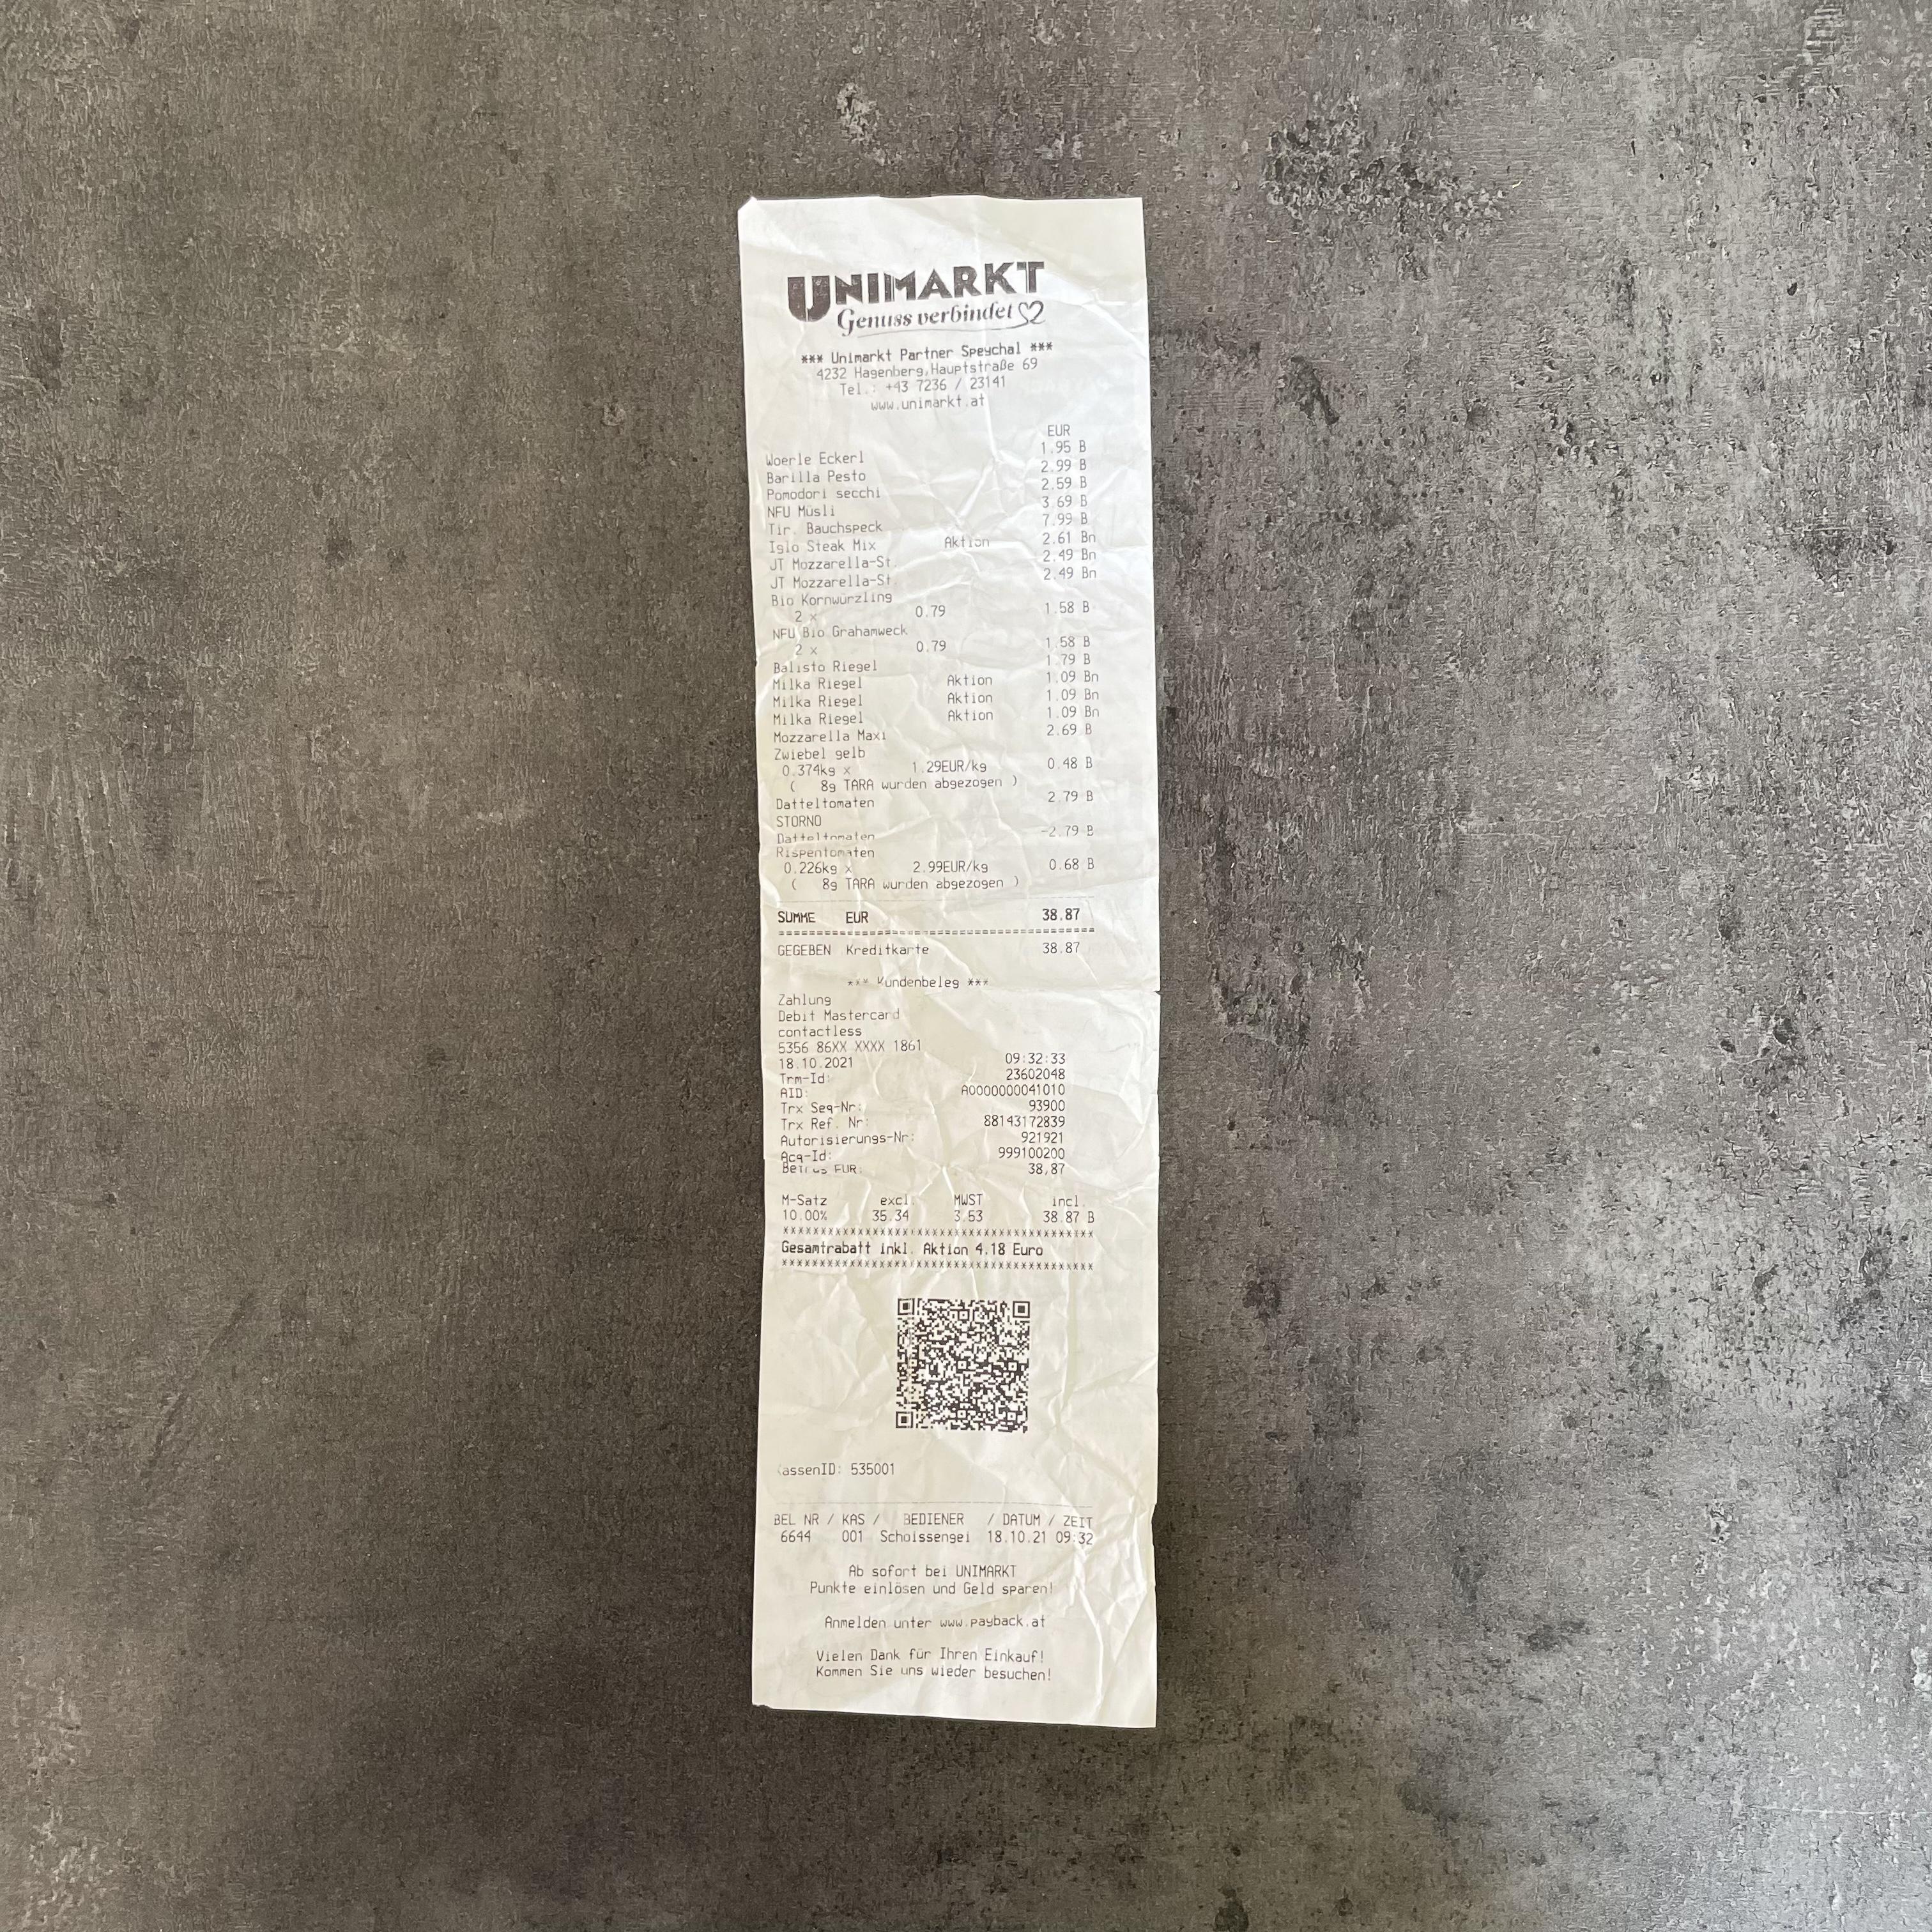 UNIMARKT
Genuss verbindet
*** Unimarkt Partner Speychal ***
4232 Hagenberg,Hauptstraße 69
Tel.: +43 7236 / 23141
www.unimarkt.at
EUR
Woerle Eckerl 1.95 B
Barilla Pesto 2.99 B
Pomodori secchi 2.59 B
NFU Müsli 3.69 B
Tir. Bauchspeck 7.99 B
Iglo Steak Mix Aktion 2.61 Bn
JT Mozzarella-St. 2.49 Bn
JT Mozzarella-St. 2.49 Bn
Bio Kornwürzling
2 x 0.79 1.58 B
NFU Bio Grahamweck
2 x 0.79 1.58 B
Balisto Riegel 1.79 B
Milka Riegel Aktion 1.09 Bn
Milka Riegel Aktion 1.09 Bn
Milka Riegel Aktion 1.09 Bn
Mozzarella Maxi 2.69 B
Zwiebel gelb
0.374kg x 1.29EUR/kg 0.48 B
( 8g TARA wurden abgezogen )
Datteltomaten 2.79 B
STORNO
Datteltomaten -2.79 B
Rispentomaten
0.226kg x 2.99EUR/kg 0.68 B
( 8g TARA wurden abgezogen )
SUMME EUR 38.87
========================================
GEGEBEN Kreditkarte 38.87
*** Kundenbeleg ***
Zahlung
Debit Mastercard
contactless
5356 86XX XXXX 1861
18.10.2021 09:32:33
Trm-Id: 23602048
AID: A0000000041010
Trx Seq-Nr: 93900
Trx Ref. Nr: 88143172839
Autorisierungs-Nr: 921921
Acq-Id: 999100200
Betrag EUR: 38,87
M-Satz excl. MWST incl.
10.00% 35.34 3.53 38.87 B
****************************************
Gesamtrabatt inkl. Aktion 4.18 Euro
****************************************
KassenID: 535001
BEL NR / KAS / BEDIENER / DATUM / ZEIT
6644 001 Schoissengei 18.10.21 09:32
Ab sofort bei UNIMARKT
Punkte einlösen und Geld sparen!
Anmelden unter www.payback.at
Vielen Dank für Ihren Einkauf!
Kommen Sie uns wieder besuchen!